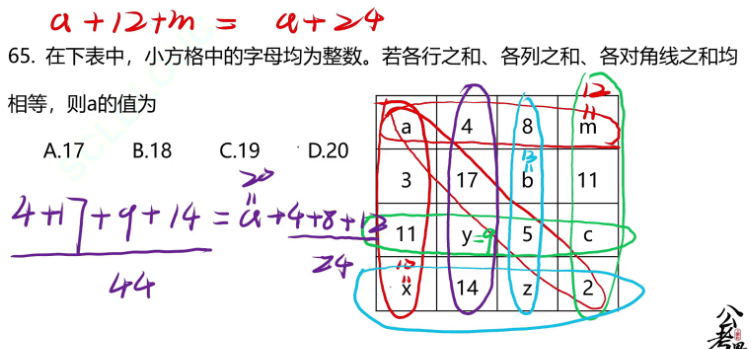 a+12+m = a+24
65. 在下表中，小方格中的字母均为整数。若各行之和、各列之和、各对角线之和均
相等，则a的值为
A.17 B.18 C.19 D.20
12
=
a 4 8 m
20
=
13
=
3 17 b 11
4+17+9+14=a+4+8+12
11 y=9 5 c
44
24
10
=
x 14 z 2
公考